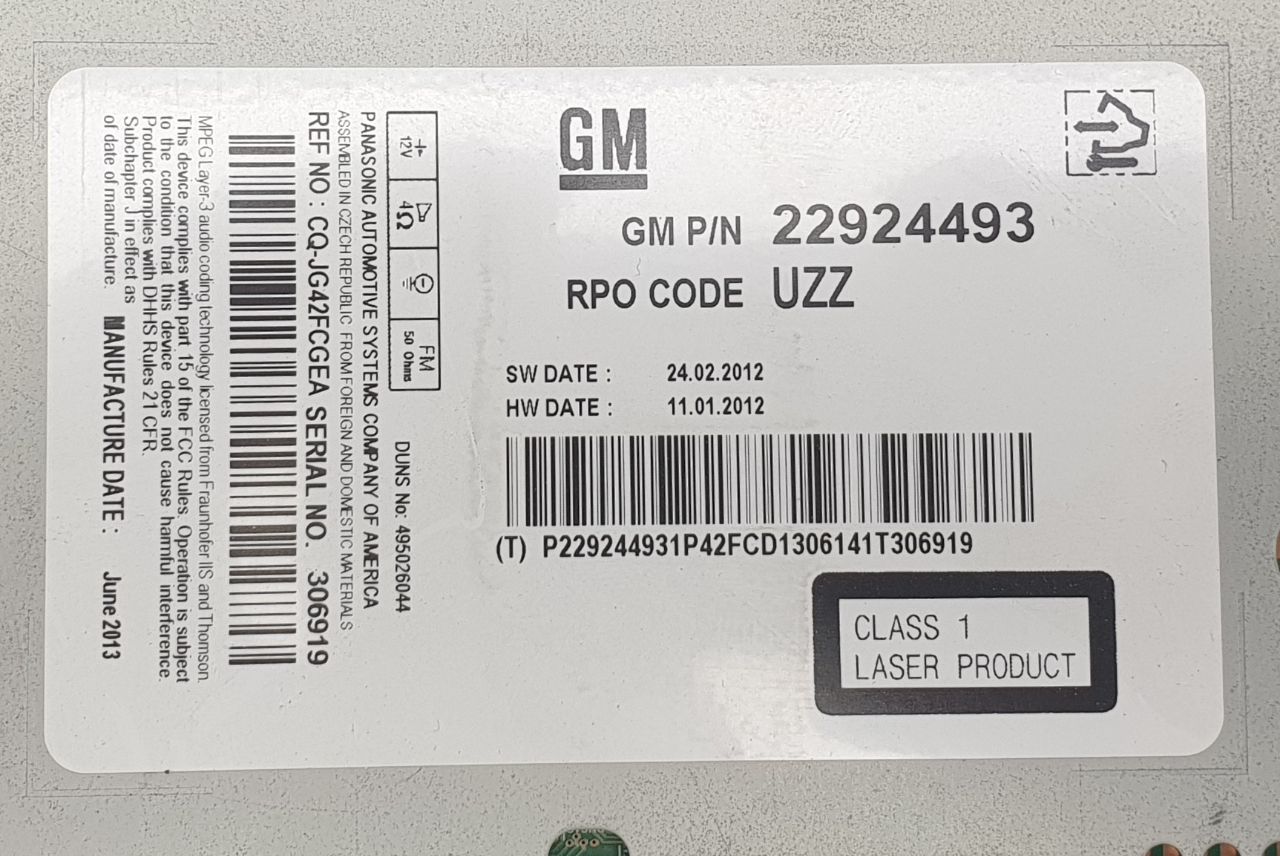 GM
GM P/N 22924493
RPO CODE UZZ
SW DATE : 24.02.2012
HW DATE : 11.01.2012
(T) P229244931P42FCD1306141T306919
CLASS 1
LASER PRODUCT
12V
4Ω
FM
50 Ohms
DUNS No: 495026044
PANASONIC AUTOMOTIVE SYSTEMS COMPANY OF AMERICA
ASSEMBLED IN CZECH REPUBLIC FROM FOREIGN AND DOMESTIC MATERIALS
REF NO : CQ-JG42FCGEA SERIAL NO. 306919
MPEG Layer-3 audio coding technology licensed from Fraunhofer IIS and Thomson.
This device complies with part 15 of the FCC Rules. Operation is subject
to the condition that this device does not cause harmful interference.
Product complies with DHHS Rules 21 CFR.
Subchapter J in effect as
of date of manufacture. MANUFACTURE DATE : June 2013